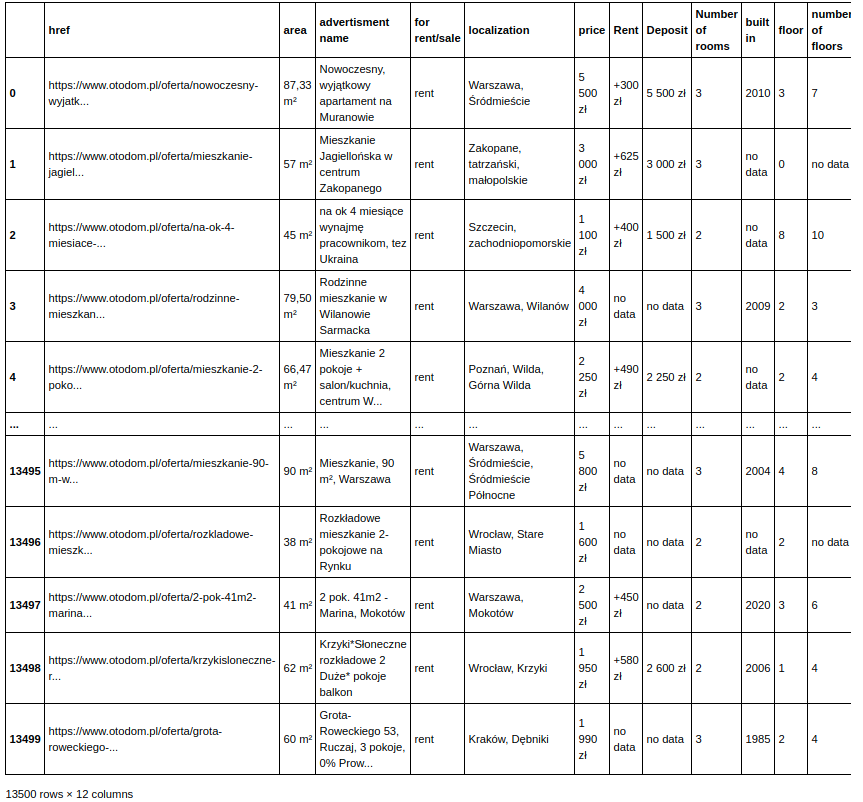 href area advertisment name for rent/sale localization price Rent Deposit Number of rooms built in floor number of floors
0 https://www.otodom.pl/oferta/nowoczesny-wyjatk... 87,33 m² Nowoczesny, wyjątkowy apartament na Muranowie rent Warszawa, Śródmieście 5 500 zł +300 zł 5 500 zł 3 2010 3 7
1 https://www.otodom.pl/oferta/mieszkanie-jagiel... 57 m² Mieszkanie Jagiellońska w centrum Zakopanego rent Zakopane, tatrzański, małopolskie 3 000 zł +625 zł 3 000 zł 3 no data 0 no data
2 https://www.otodom.pl/oferta/na-ok-4-miesiace-... 45 m² na ok 4 miesiące wynajmę pracownikom, tez Ukraina rent Szczecin, zachodniopomorskie 1 100 zł +400 zł 1 500 zł 2 no data 8 10
3 https://www.otodom.pl/oferta/rodzinne-mieszkan... 79,50 m² Rodzinne mieszkanie w Wilanowie Sarmacka rent Warszawa, Wilanów 4 000 zł no data no data 3 2009 2 3
4 https://www.otodom.pl/oferta/mieszkanie-2-poko... 66,47 m² Mieszkanie 2 pokoje + salon/kuchnia, centrum W... rent Poznań, Wilda, Górna Wilda 2 250 zł +490 zł 2 250 zł 2 no data 2 4
... ... ... ... ... ... ... ... ... ... ... ... ...
13495 https://www.otodom.pl/oferta/mieszkanie-90-m-w... 90 m² Mieszkanie, 90 m², Warszawa rent Warszawa, Śródmieście, Śródmieście Północne 5 800 zł no data no data 3 2004 4 8
13496 https://www.otodom.pl/oferta/rozkladowe-mieszk... 38 m² Rozkładowe mieszkanie 2-pokojowe na Rynku rent Wrocław, Stare Miasto 1 600 zł no data no data 2 no data 2 no data
13497 https://www.otodom.pl/oferta/2-pok-41m2-marina... 41 m² 2 pok. 41m2 - Marina, Mokotów rent Warszawa, Mokotów 2 500 zł +450 zł no data 2 2020 3 6
13498 https://www.otodom.pl/oferta/krzykisloneczne-r... 62 m² Krzyki*Słoneczne rozkładowe 2 Duże* pokoje balkon rent Wrocław, Krzyki 1 950 zł +580 zł 2 600 zł 2 2006 1 4
13499 https://www.otodom.pl/oferta/grota-roweckiego-... 60 m² Grota-Roweckiego 53, Ruczaj, 3 pokoje, 0% Prow... rent Kraków, Dębniki 1 990 zł no data no data 3 1985 2 4
13500 rows × 12 columns